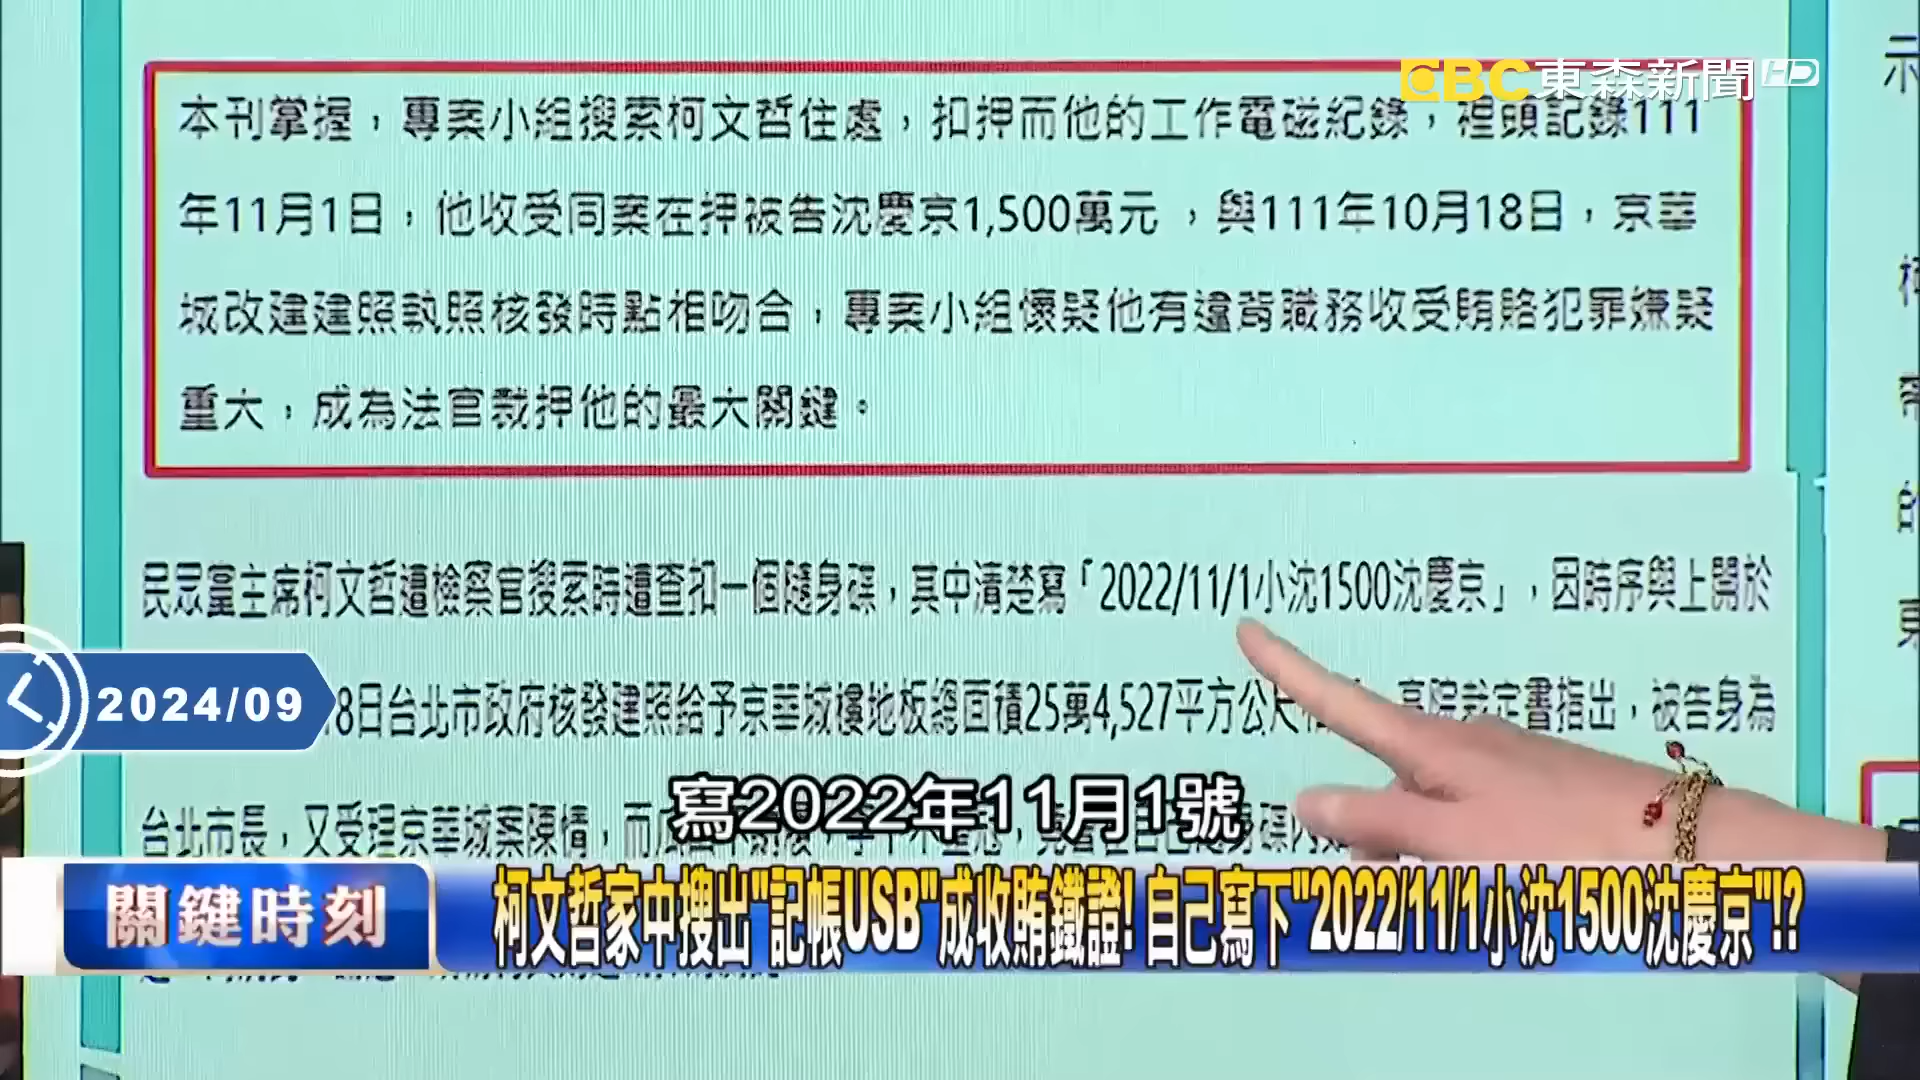 EBC東森新聞HD
本刊掌握，專案小組搜索柯文哲住處，扣押而他的工作電磁紀錄，裡頭記錄111
年11月1日，他收受同案在押被告沈慶京1,500萬元，與111年10月18日，京華
城改建建照執照核發時點相吻合，專案小組懷疑他有違背職務收受賄賂犯罪嫌疑
重大，成為法官裁押他的最大關鍵。
民眾黨主席柯文哲遭檢察官搜索時遭查扣一個隨身碟，其中清楚寫「2022/11/1小沈1500沈慶京」，因時序與上開於
8日台北市政府核發建照給予京華城樓地板總面積25萬4,527平方公尺 高院裁定書指出，被告身為
2024/09
台北市長，又受理京華城案陳情，而
寫2022年11月1號
關鍵時刻
柯文哲家中搜出"記帳USB"成收賄鐵證！自己寫下"2022/11/1小沈1500沈慶京"!?
示
的
東